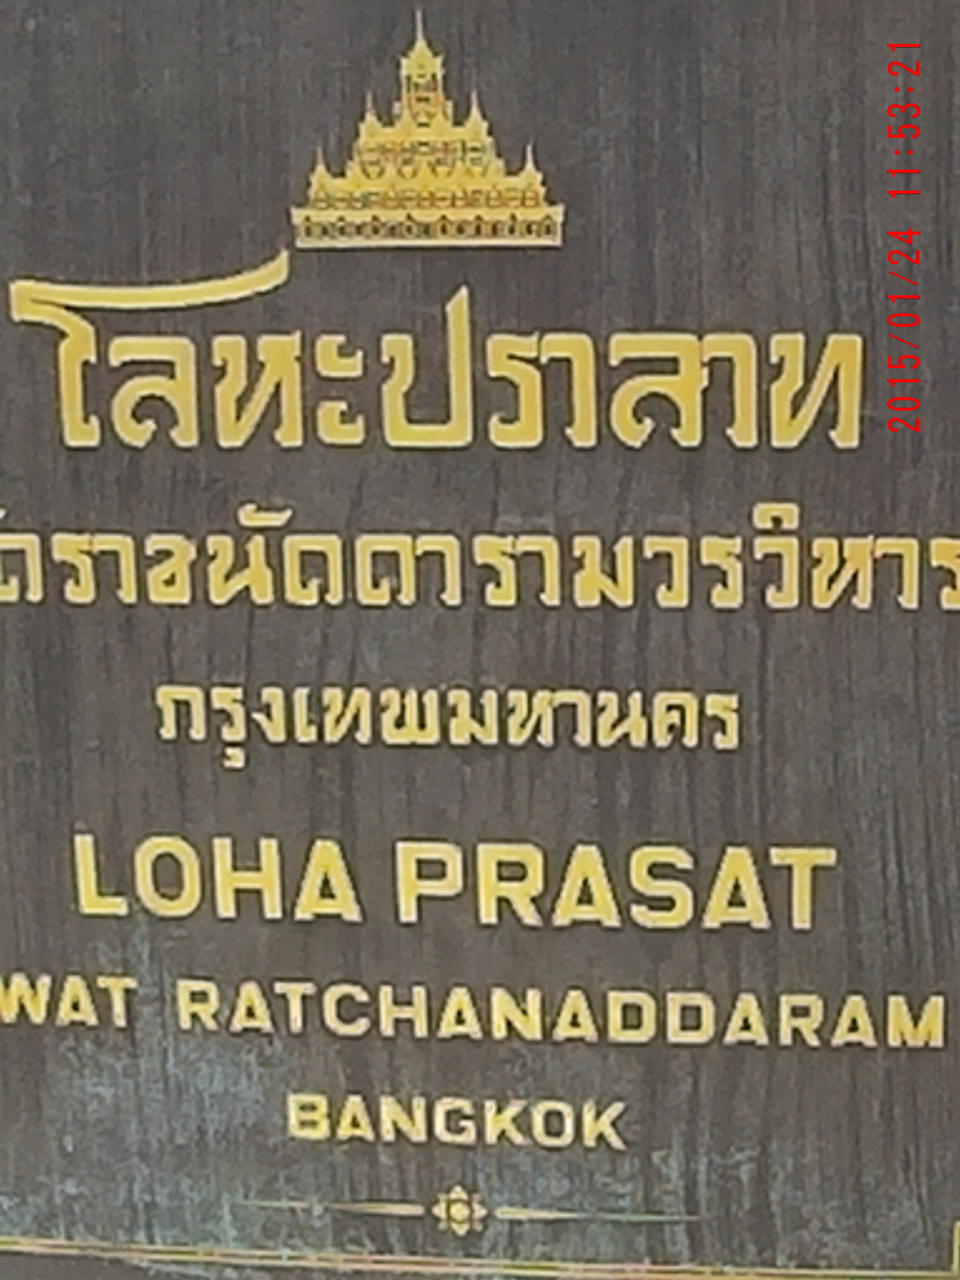 โลหะปราสาท
ดราชนัดดารามวรวิหาร
กรุงเทพมหานคร
LOHA PRASAT
WAT RATCHANADDARAM
BANGKOK
2015/01/24 11:53:21